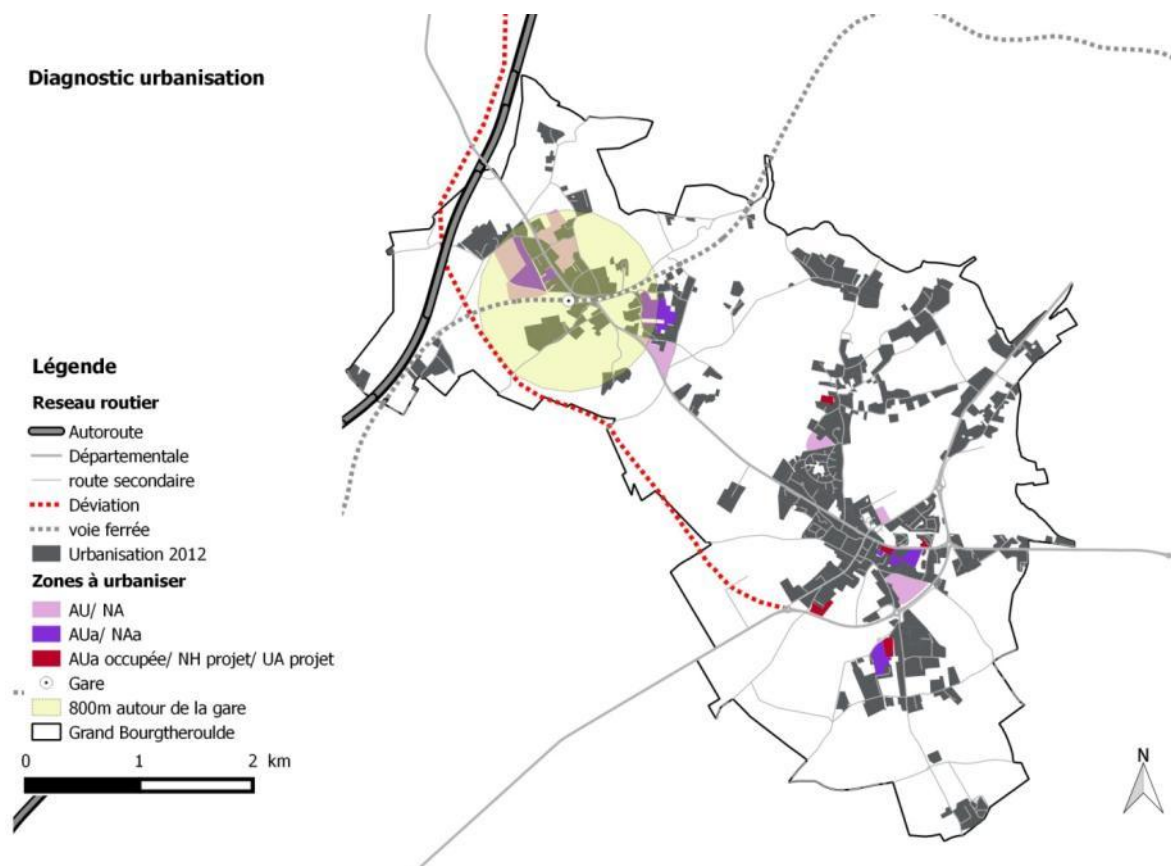 Diagnostic urbanisation
Légende
Reseau routier
Autoroute
Départementale
route secondaire
Déviation
voie ferrée
Urbanisation 2012
Zones à urbaniser
AU/ NA
AUa/ NAa
AUa occupée/ NH projet/ UA projet
Gare
800m autour de la gare
Grand Bourgtheroulde
0 1 2 km
N